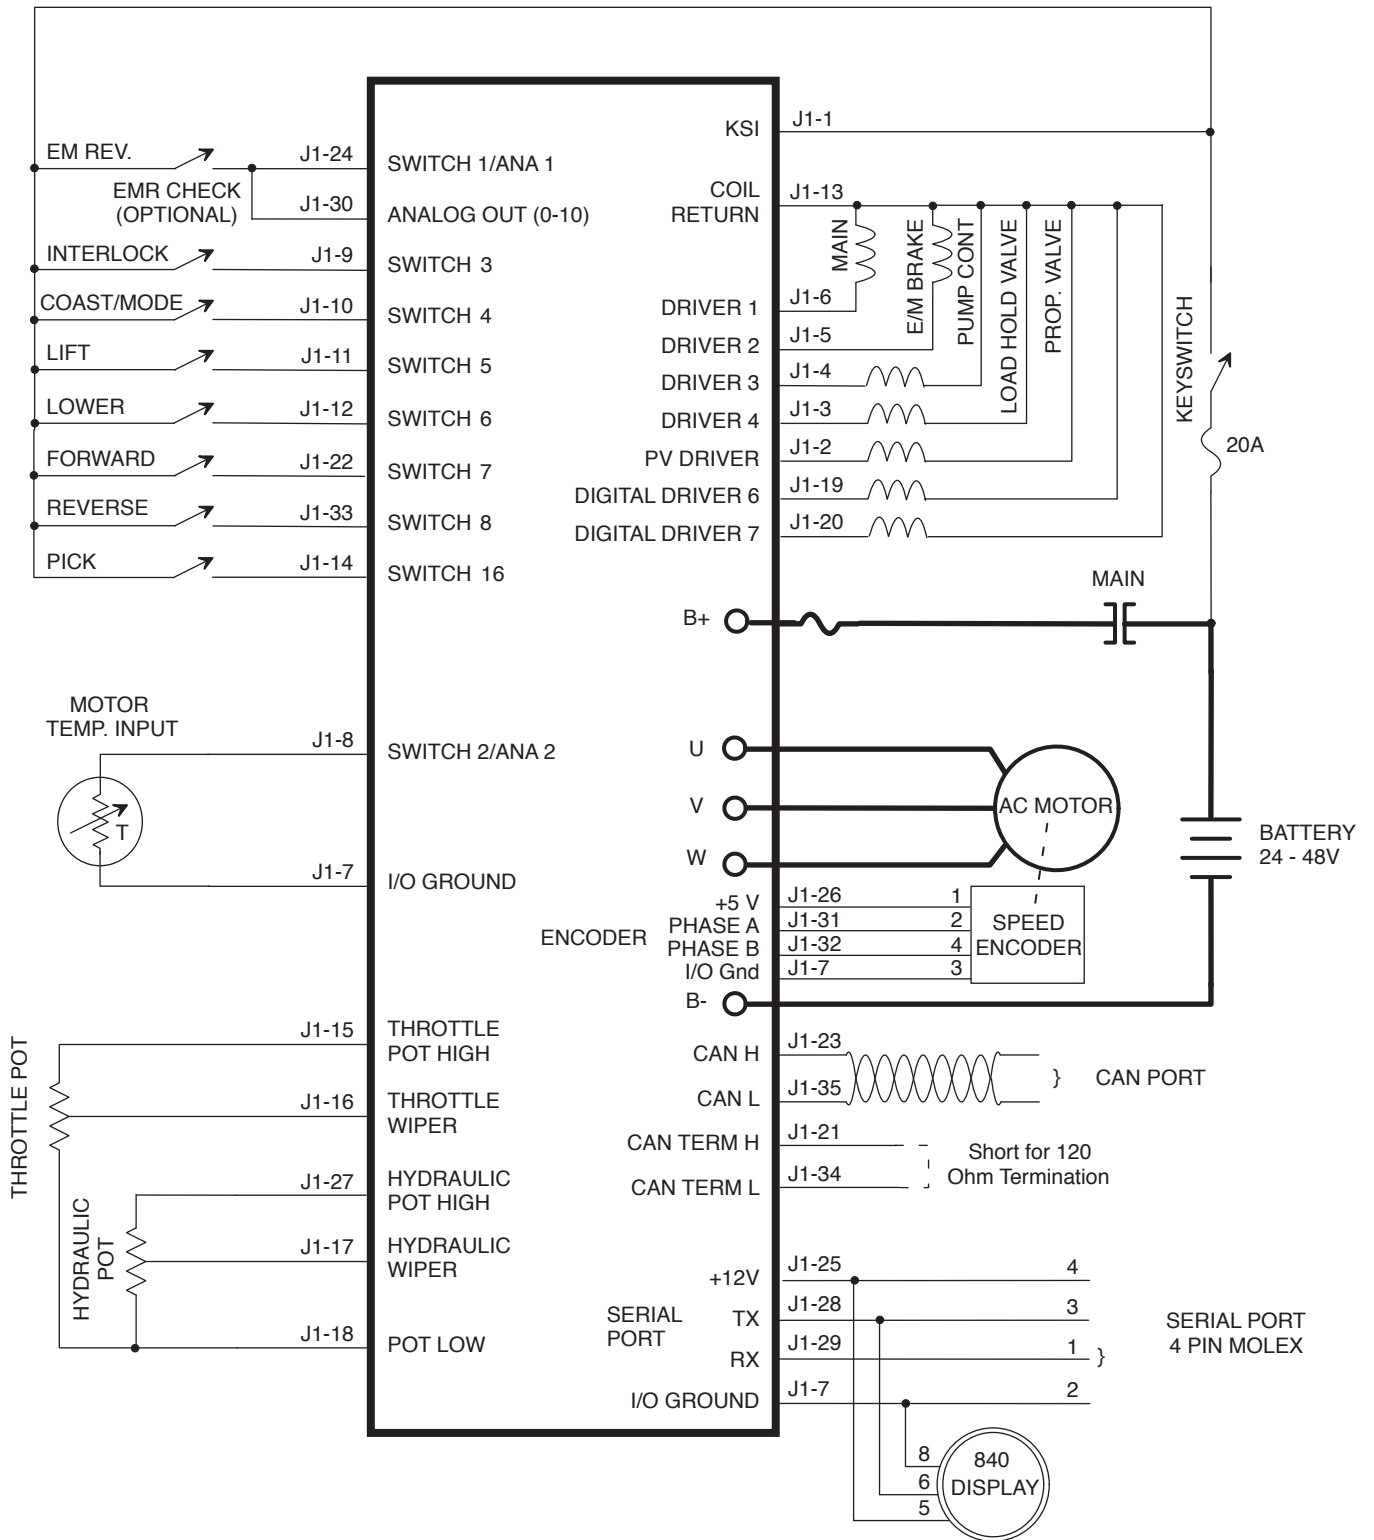 KSI
J1-1
EM REV.
J1-24
SWITCH 1/ANA 1
EMR CHECK
(OPTIONAL)
J1-30
ANALOG OUT (0-10)
INTERLOCK
J1-9
SWITCH 3
COAST/MODE
J1-10
SWITCH 4
LIFT
J1-11
SWITCH 5
LOWER
J1-12
SWITCH 6
FORWARD
J1-22
SWITCH 7
REVERSE
J1-33
SWITCH 8
PICK
J1-14
SWITCH 16
COIL
RETURN
J1-13
MAIN
E/M BRAKE
PUMP CONT
LOAD HOLD VALVE
PROP. VALVE
DRIVER 1
J1-6
DRIVER 2
J1-5
DRIVER 3
J1-4
DRIVER 4
J1-3
PV DRIVER
J1-2
DIGITAL DRIVER 6
J1-19
DIGITAL DRIVER 7
J1-20
KEYSWITCH
20A
MAIN
B+
MOTOR
TEMP. INPUT
T
J1-8
SWITCH 2/ANA 2
J1-7
I/O GROUND
U
V
W
AC MOTOR
BATTERY
24 - 48V
ENCODER
+5 V
J1-26
1
PHASE A
J1-31
2
PHASE B
J1-32
4
I/O Gnd
J1-7
3
SPEED
ENCODER
B-
THROTTLE POT
J1-15
THROTTLE
POT HIGH
J1-16
THROTTLE
WIPER
HYDRAULIC
POT
J1-27
HYDRAULIC
POT HIGH
J1-17
HYDRAULIC
WIPER
J1-18
POT LOW
CAN H
J1-23
CAN L
J1-35
} CAN PORT
CAN TERM H
J1-21
CAN TERM L
J1-34
Short for 120
Ohm Termination
SERIAL
PORT
+12V
J1-25
4
TX
J1-28
3
RX
J1-29
1
}
I/O GROUND
J1-7
2
SERIAL PORT
4 PIN MOLEX
8
6
5
840
DISPLAY